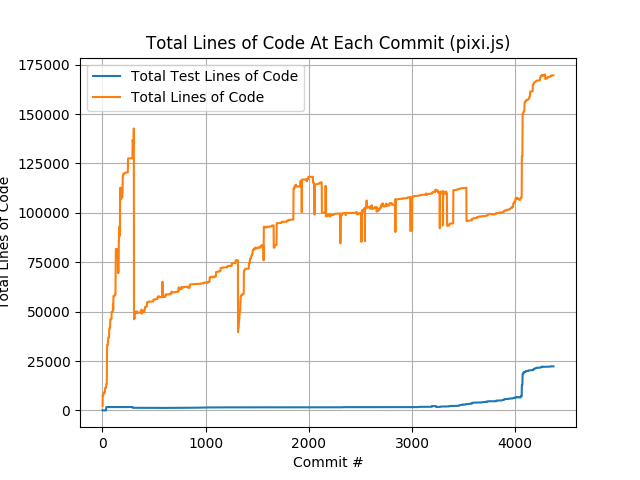 Total Lines of Code At Each Commit (pixi.js)
Total Test Lines of Code
Total Lines of Code
175000
150000
125000
100000
75000
50000
25000
0
Total Lines of Code
0
1000
2000
3000
4000
Commit #